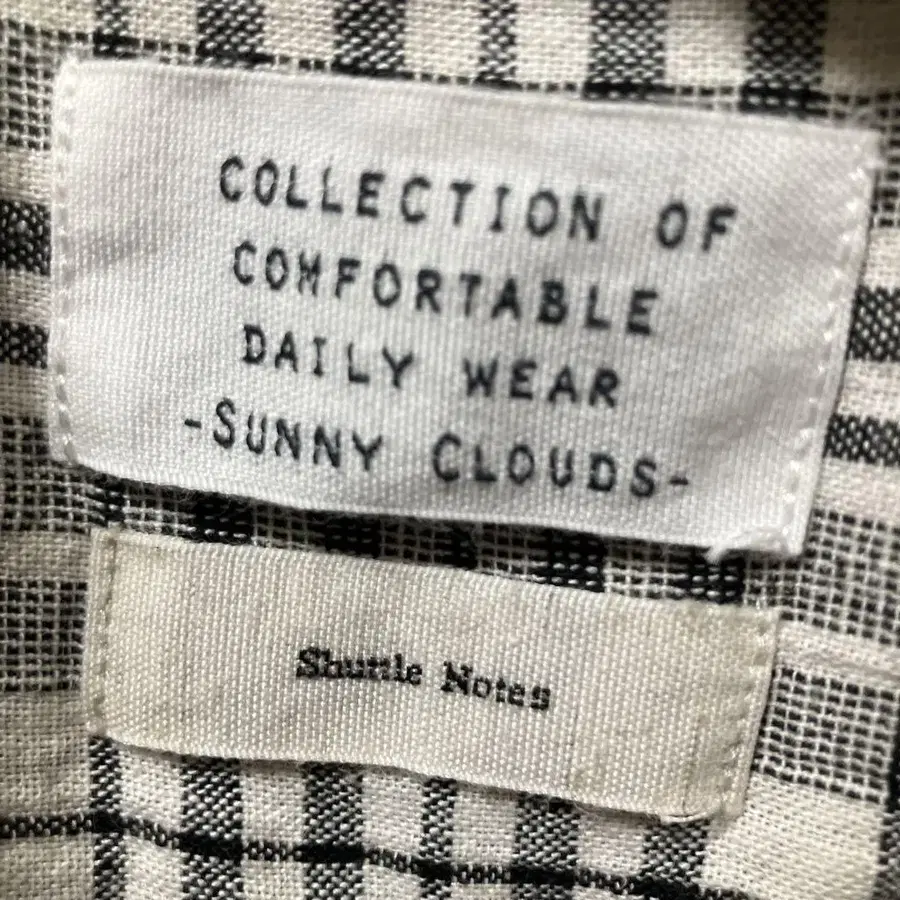 COLLECTION OF
COMFORTABLE
DAILY WEAR
-SUNNY CLOUDS-
Shuttle Notes